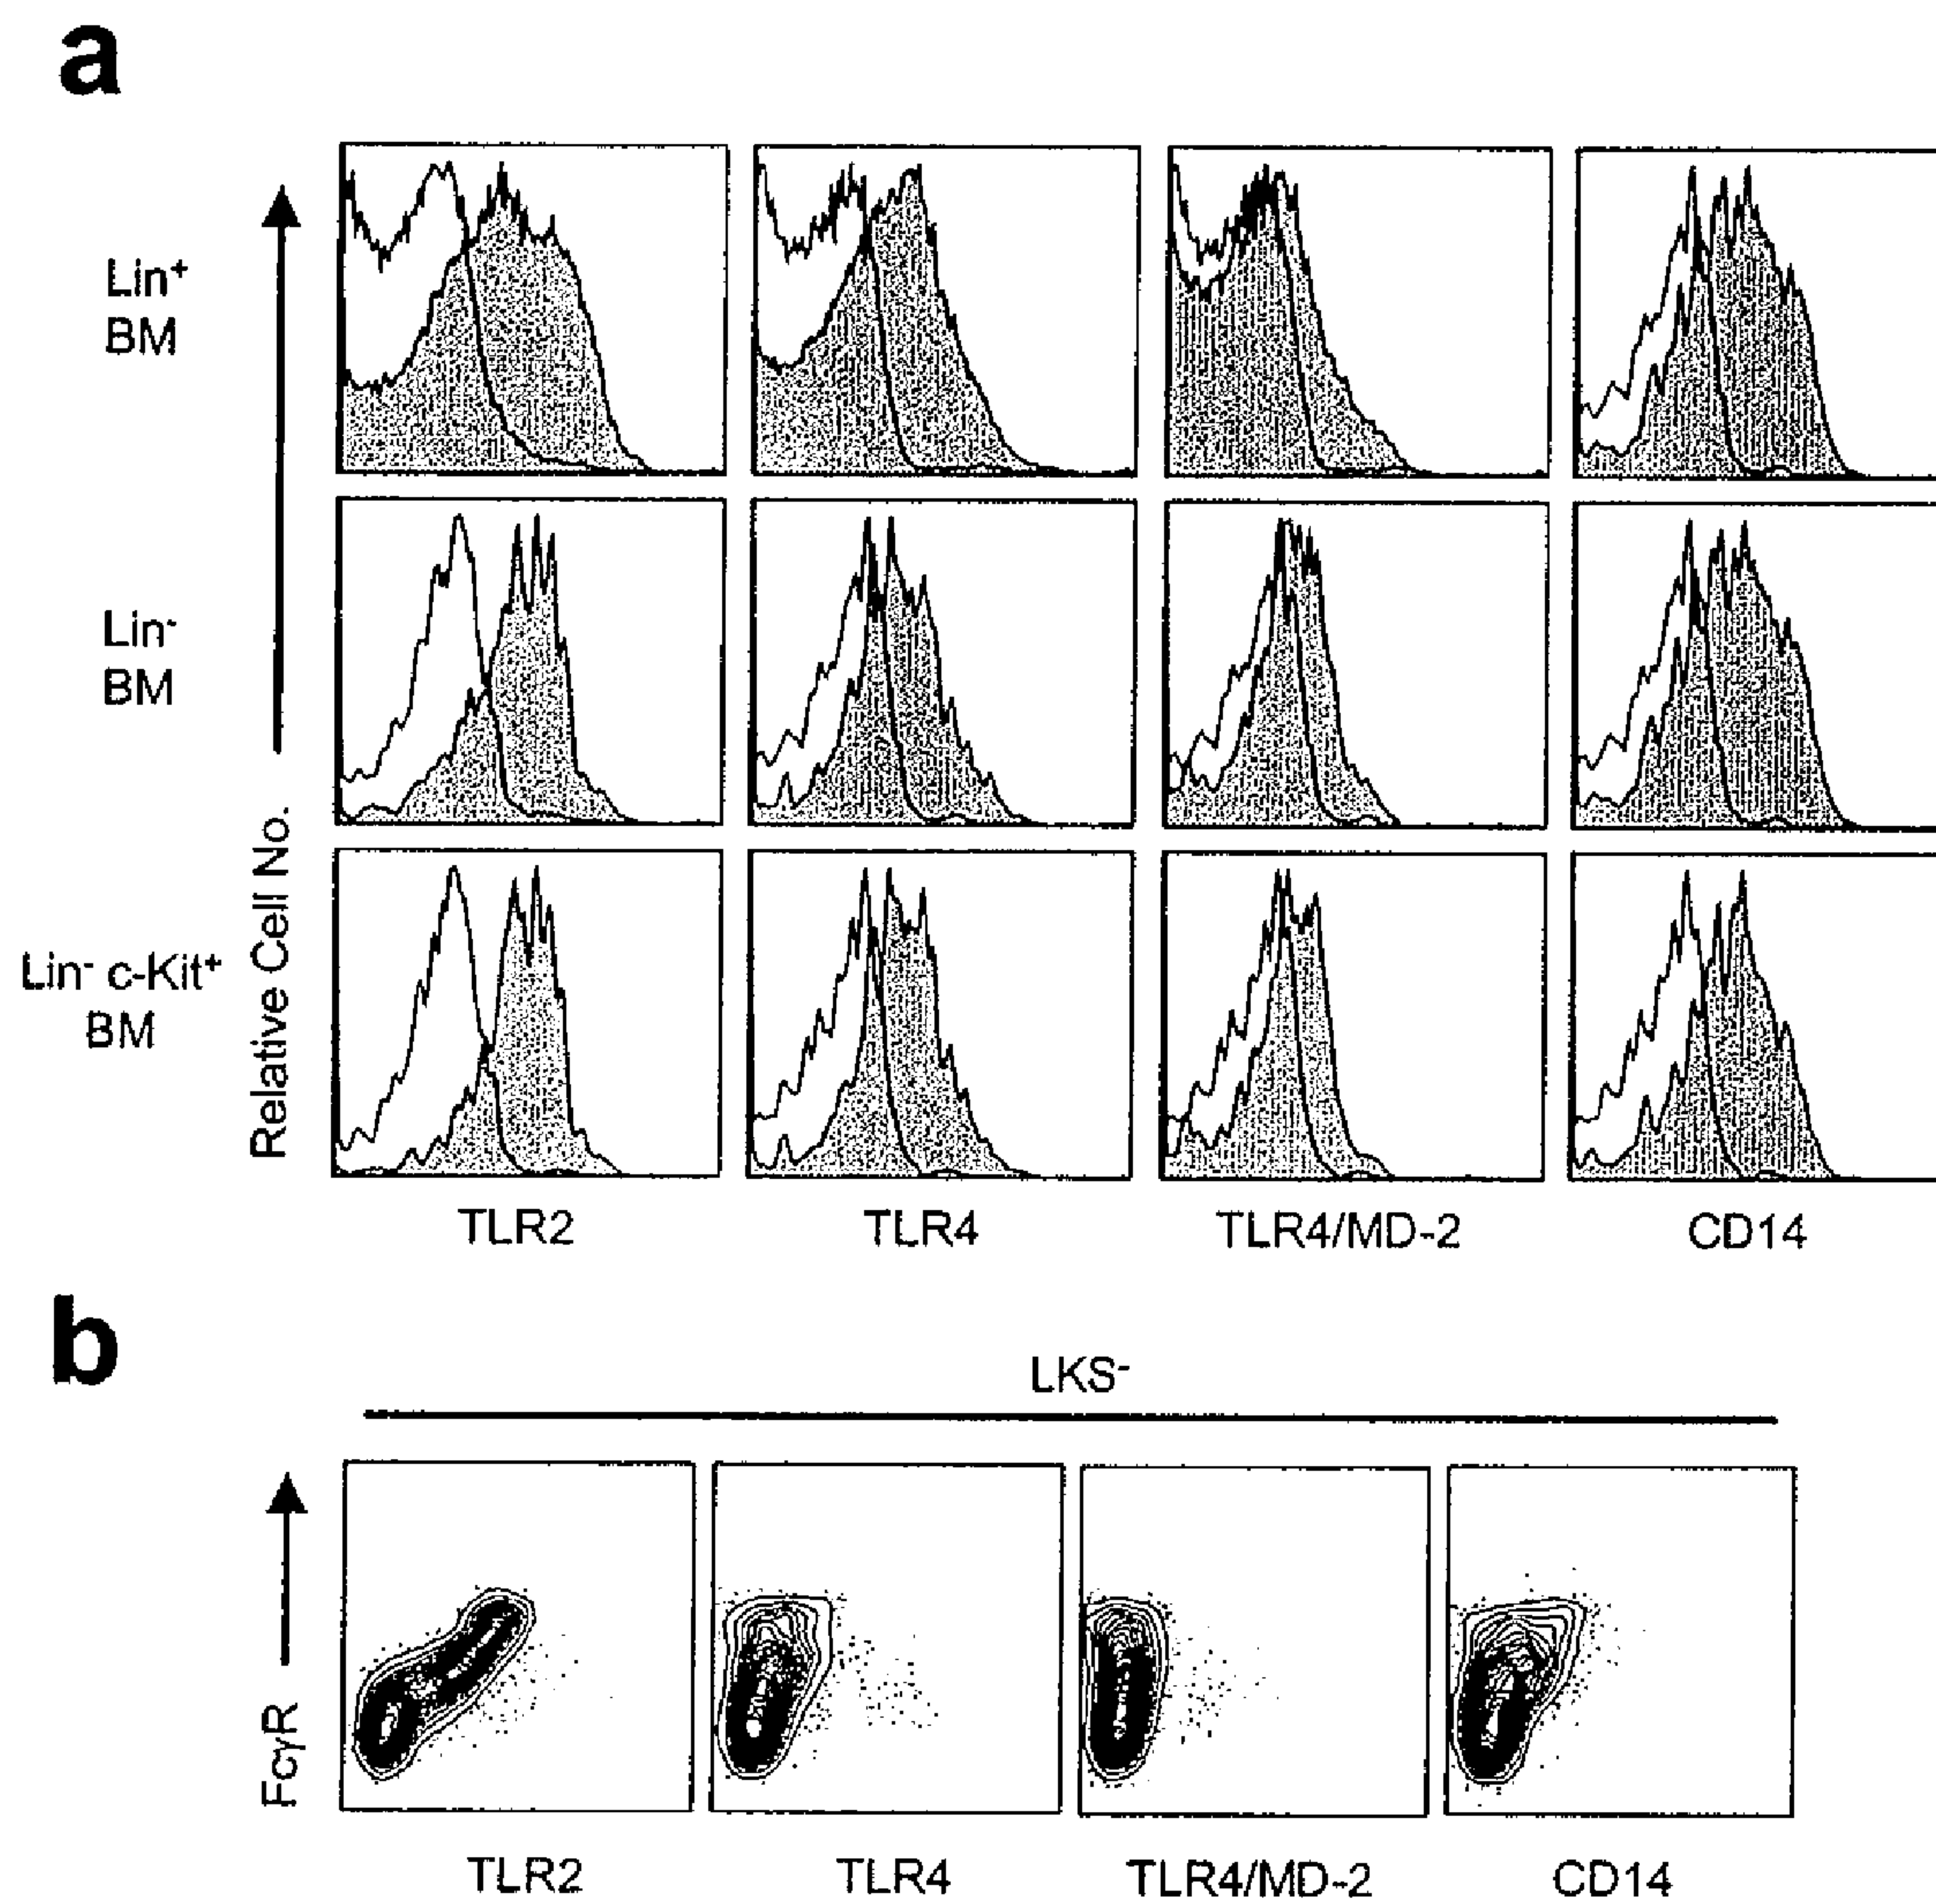 a
Lin⁺
BM
Lin⁻
BM
Lin⁻ c-Kit⁺
BM
Relative Cell No.
TLR2 TLR4 TLR4/MD-2 CD14
b
LKS⁻
FcγR
TLR2 TLR4 TLR4/MD-2 CD14